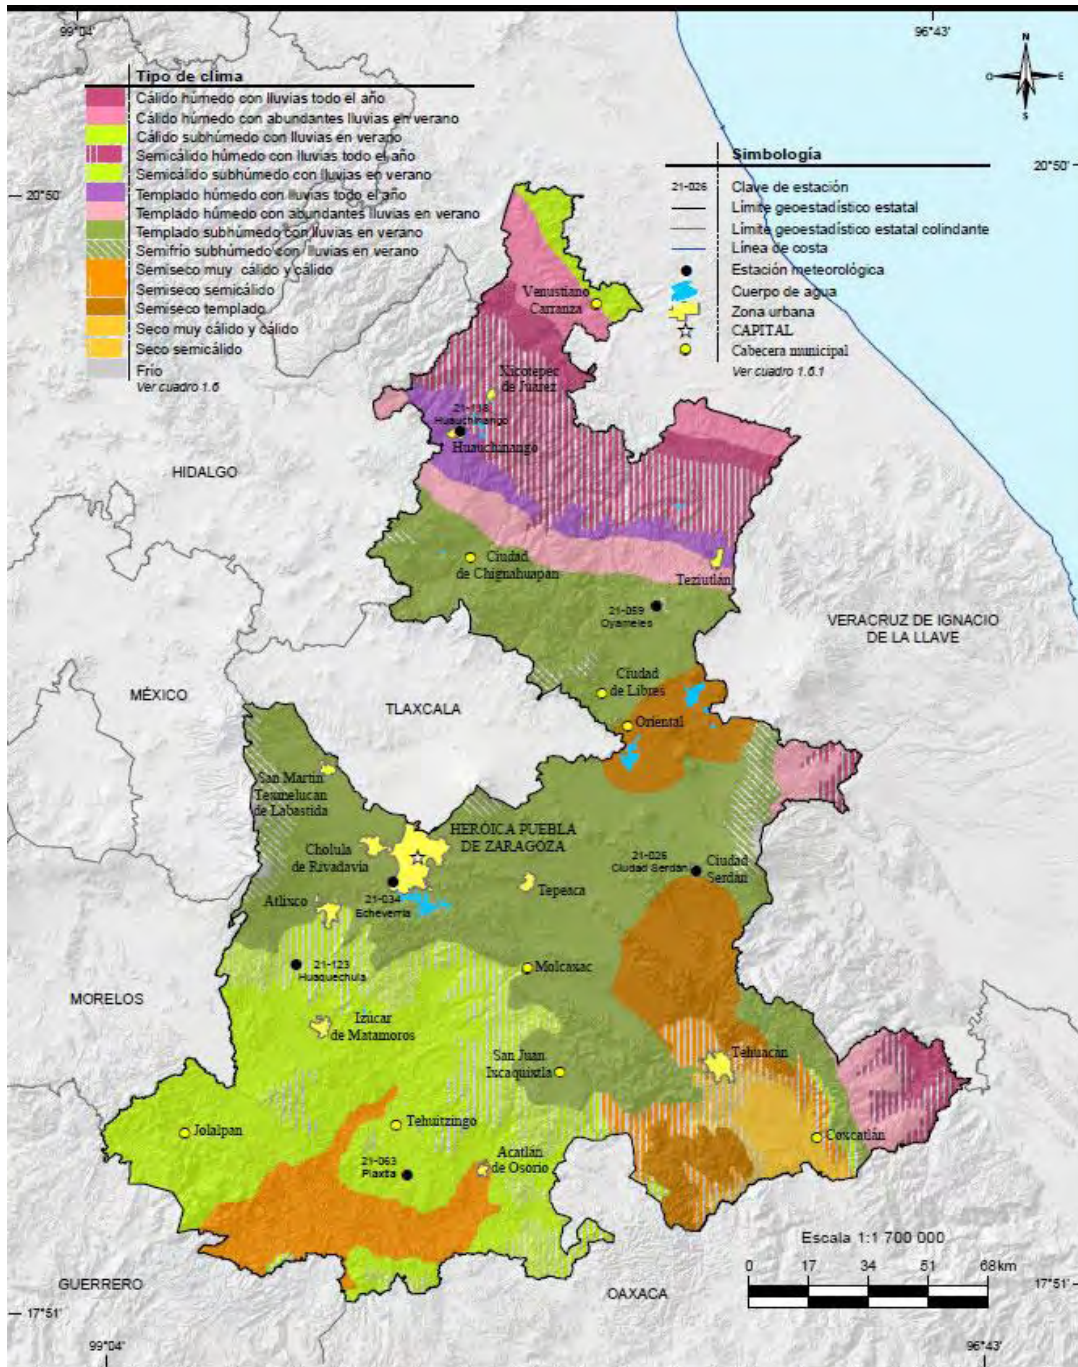 99°04'
96°43'
N
O
E
S
Tipo de clima
Cálido húmedo con lluvias todo el año
Cálido húmedo con abundantes lluvias en verano
Cálido subhúmedo con lluvias en verano
Semicálido húmedo con lluvias todo el año
Semicálido subhúmedo con lluvias en verano
Templado húmedo con lluvias todo el año
Templado húmedo con abundantes lluvias en verano
Templado subhúmedo con lluvias en verano
Semifrío subhúmedo con lluvias en verano
Semiseco muy cálido y cálido
Semiseco semicálido
Semiseco templado
Seco muy cálido y cálido
Seco semicálido
Frío
Ver cuadro 1.6
Simbología
21-026 Clave de estación
Límite geoestadístico estatal
Límite geoestadístico estatal colindante
Línea de costa
Estación meteorológica
Cuerpo de agua
Zona urbana
CAPITAL
Cabecera municipal
Ver cuadro 1.6.1
20°50'
20°50'
Venustiano
Carranza
Xicotepec
de Juárez
21-118
Huauchinango
Huauchinango
HIDALGO
Ciudad
de Chignahuapan
Teziutlán
21-059
Oyameles
VERACRUZ DE IGNACIO
DE LA LLAVE
MÉXICO
TLAXCALA
Ciudad
de Libres
Oriental
San Martín
Texmelucan
de Labastida
HERÓICA PUEBLA
DE ZARAGOZA
Cholula
de Rivadavia
21-026
Ciudad Serdán
Ciudad
Serdán
21-034
Echeverría
Tepeaca
Atlixco
21-123
Huaquechula
Molcaxac
MORELOS
Izúcar
de Matamoros
San Juan
Ixcaquixtla
Tehuacán
Jolalpan
Tehuitzingo
Coxcatlán
21-063
Piaxtla
Acatlán
de Osorio
GUERRERO
OAXACA
Escala 1:1 700 000
0 17 34 51 68km
17°51'
17°51'
99°04'
96°43'